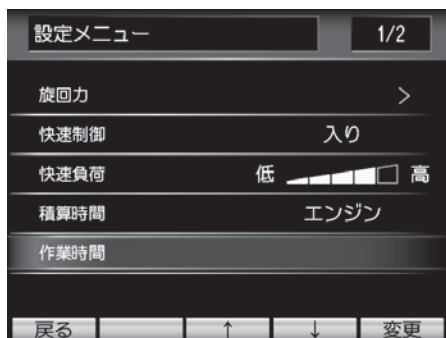 設定メニュー 1/2
旋回力 >
快速制御 入り
快速負荷 低 高
積算時間 エンジン
作業時間
戻る ↑ ↓ 変更